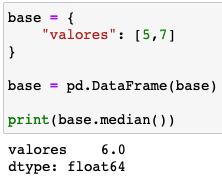 base = {
    "valores": [5,7]
}
base = pd.DataFrame(base)
print(base.median())
valores    6.0
dtype: float64